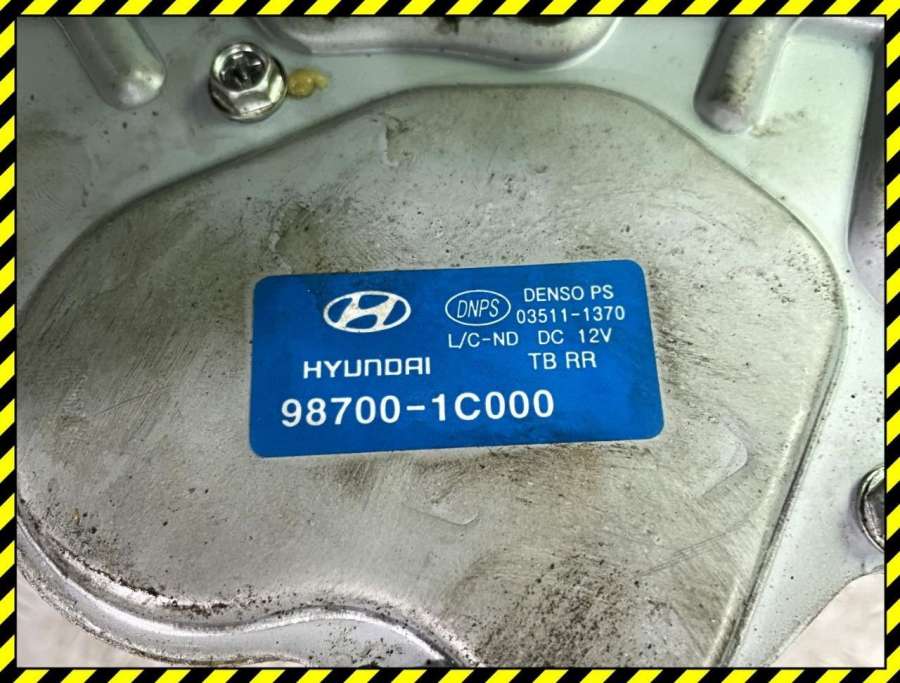 DNPS DENSO PS
03511-1370
L/C-ND DC 12V
HYUNDAI TB RR
98700-1C000